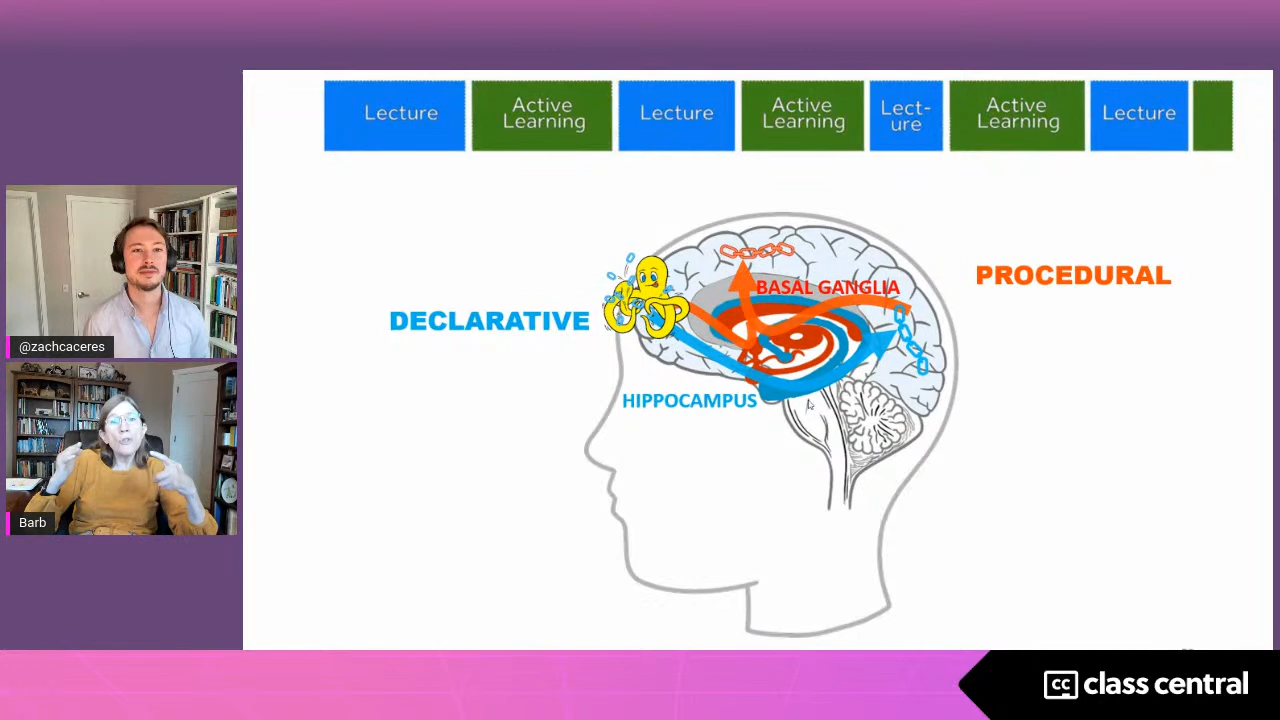 Lecture
Active
Learning
Lecture
Active
Learning
Lect-
ure
Active
Learning
Lecture
BASAL GANGLIA
PROCEDURAL
DECLARATIVE
HIPPOCAMPUS
@zachcaceres
Barb
cc class central